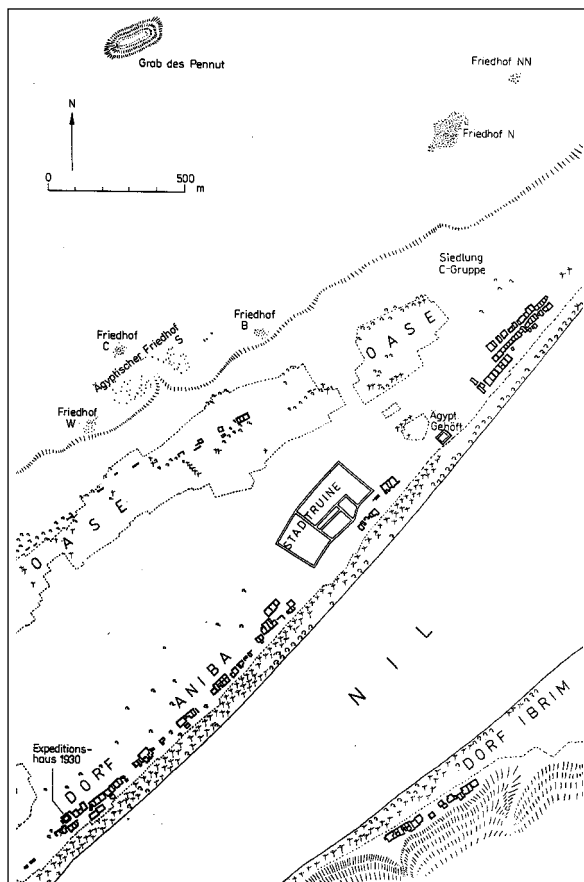 Grab des Pennut
Friedhof NN
Friedhof N
N
0 500
m
Siedlung
C-Gruppe
Friedhof
B
Friedhof
C
Ägyptischer Friedhof
S
Friedhof
W
OASE
OASE
Ägypt.
Gehöft
STADTRUINE
NIL
DORF ANIBA
Expeditions-
haus 1930
DORF IBRIM